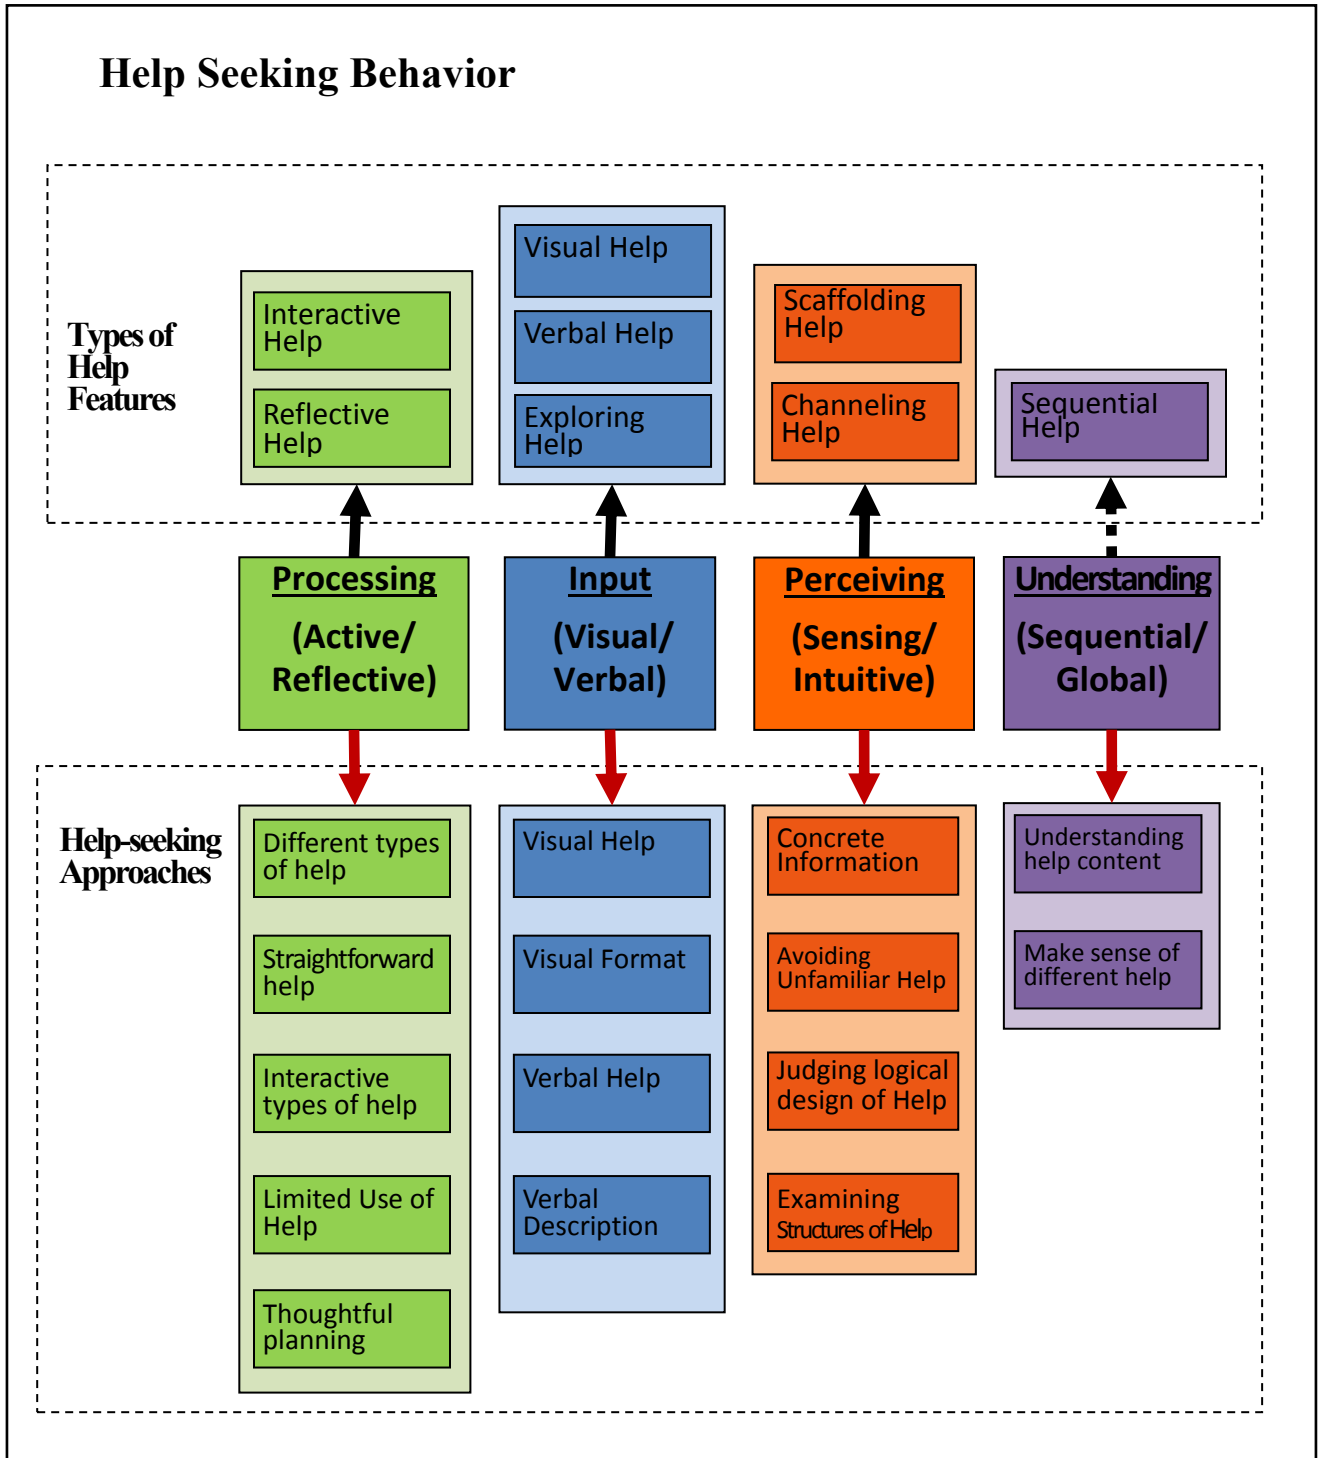 Help Seeking Behavior
Types of
Help
Features
Interactive
Help
Reflective
Help
Visual Help
Verbal Help
Exploring
Help
Scaffolding
Help
Channeling
Help
Sequential
Help
Processing
(Active/
Reflective)
Input
(Visual/
Verbal)
Perceiving
(Sensing/
Intuitive)
Understanding
(Sequential/
Global)
Help-seeking
Approaches
Different types
of help
Straightforward
help
Interactive
types of help
Limited Use of
Help
Thoughtful
planning
Visual Help
Visual Format
Verbal Help
Verbal
Description
Concrete
Information
Avoiding
Unfamiliar Help
Judging logical
design of Help
Examining
Structures of Help
Understanding
help content
Make sense of
different help